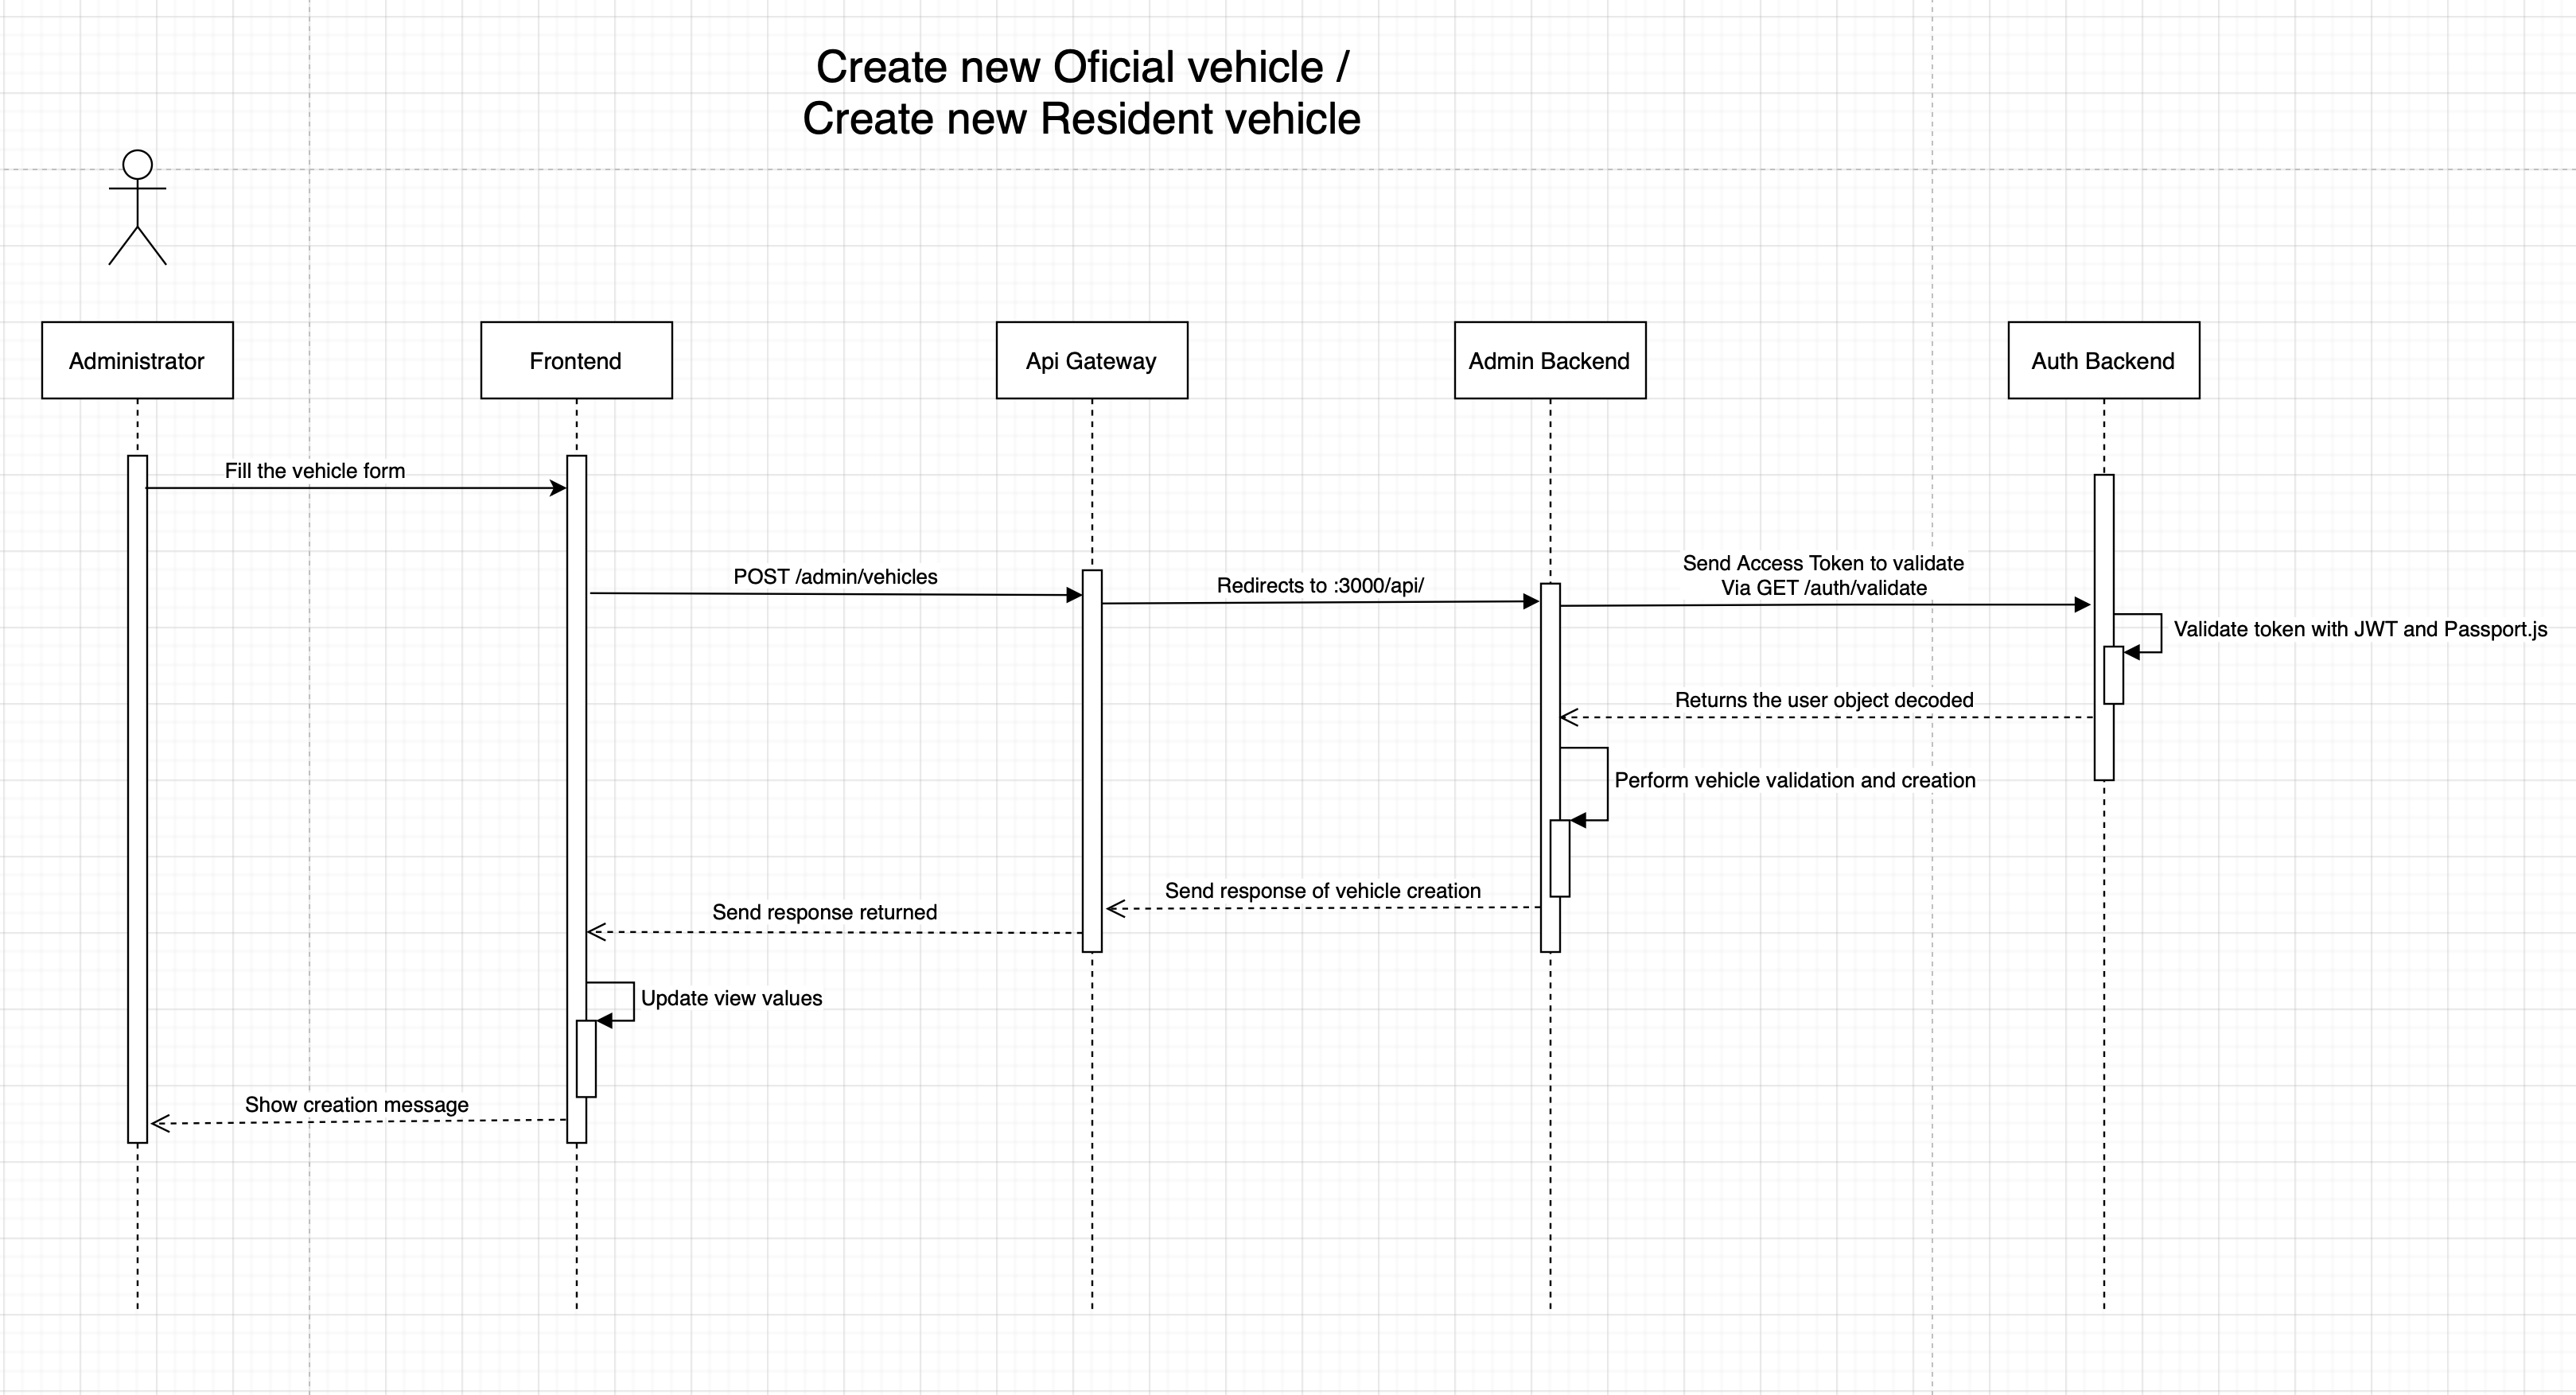 Create new Oficial vehicle /
Create new Resident vehicle
Administrator
Frontend
Api Gateway
Admin Backend
Auth Backend
Fill the vehicle form
POST /admin/vehicles
Redirects to :3000/api/
Send Access Token to validate
Via GET /auth/validate
Validate token with JWT and Passport.js
Returns the user object decoded
Perform vehicle validation and creation
Send response of vehicle creation
Send response returned
Update view values
Show creation message